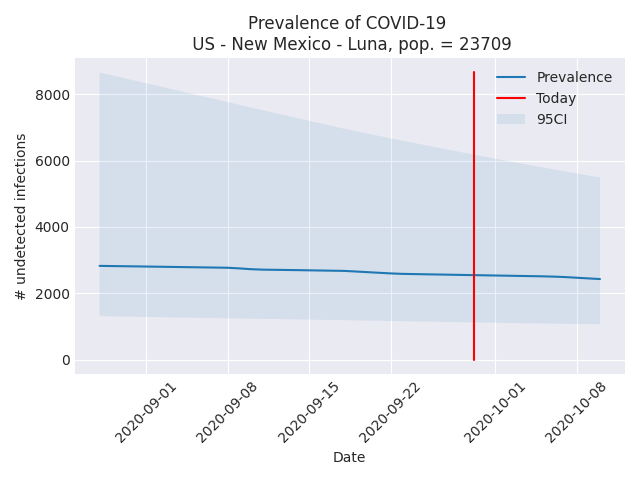 Prevalence of COVID-19
US - New Mexico - Luna, pop. = 23709
Prevalence
Today
95CI
# undetected infections
8000
6000
4000
2000
0
2020-09-01
2020-09-08
2020-09-15
2020-09-22
2020-10-01
2020-10-08
Date